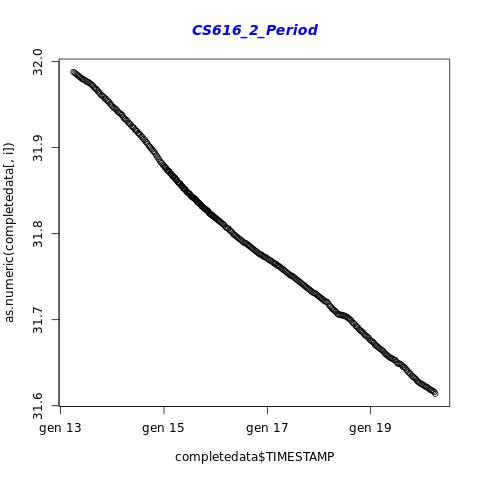 CS616_2_Period
32.0
31.9
31.8
31.7
31.6
as.numeric(completedata[, i])
gen 13 gen 15 gen 17 gen 19
completedata$TIMESTAMP